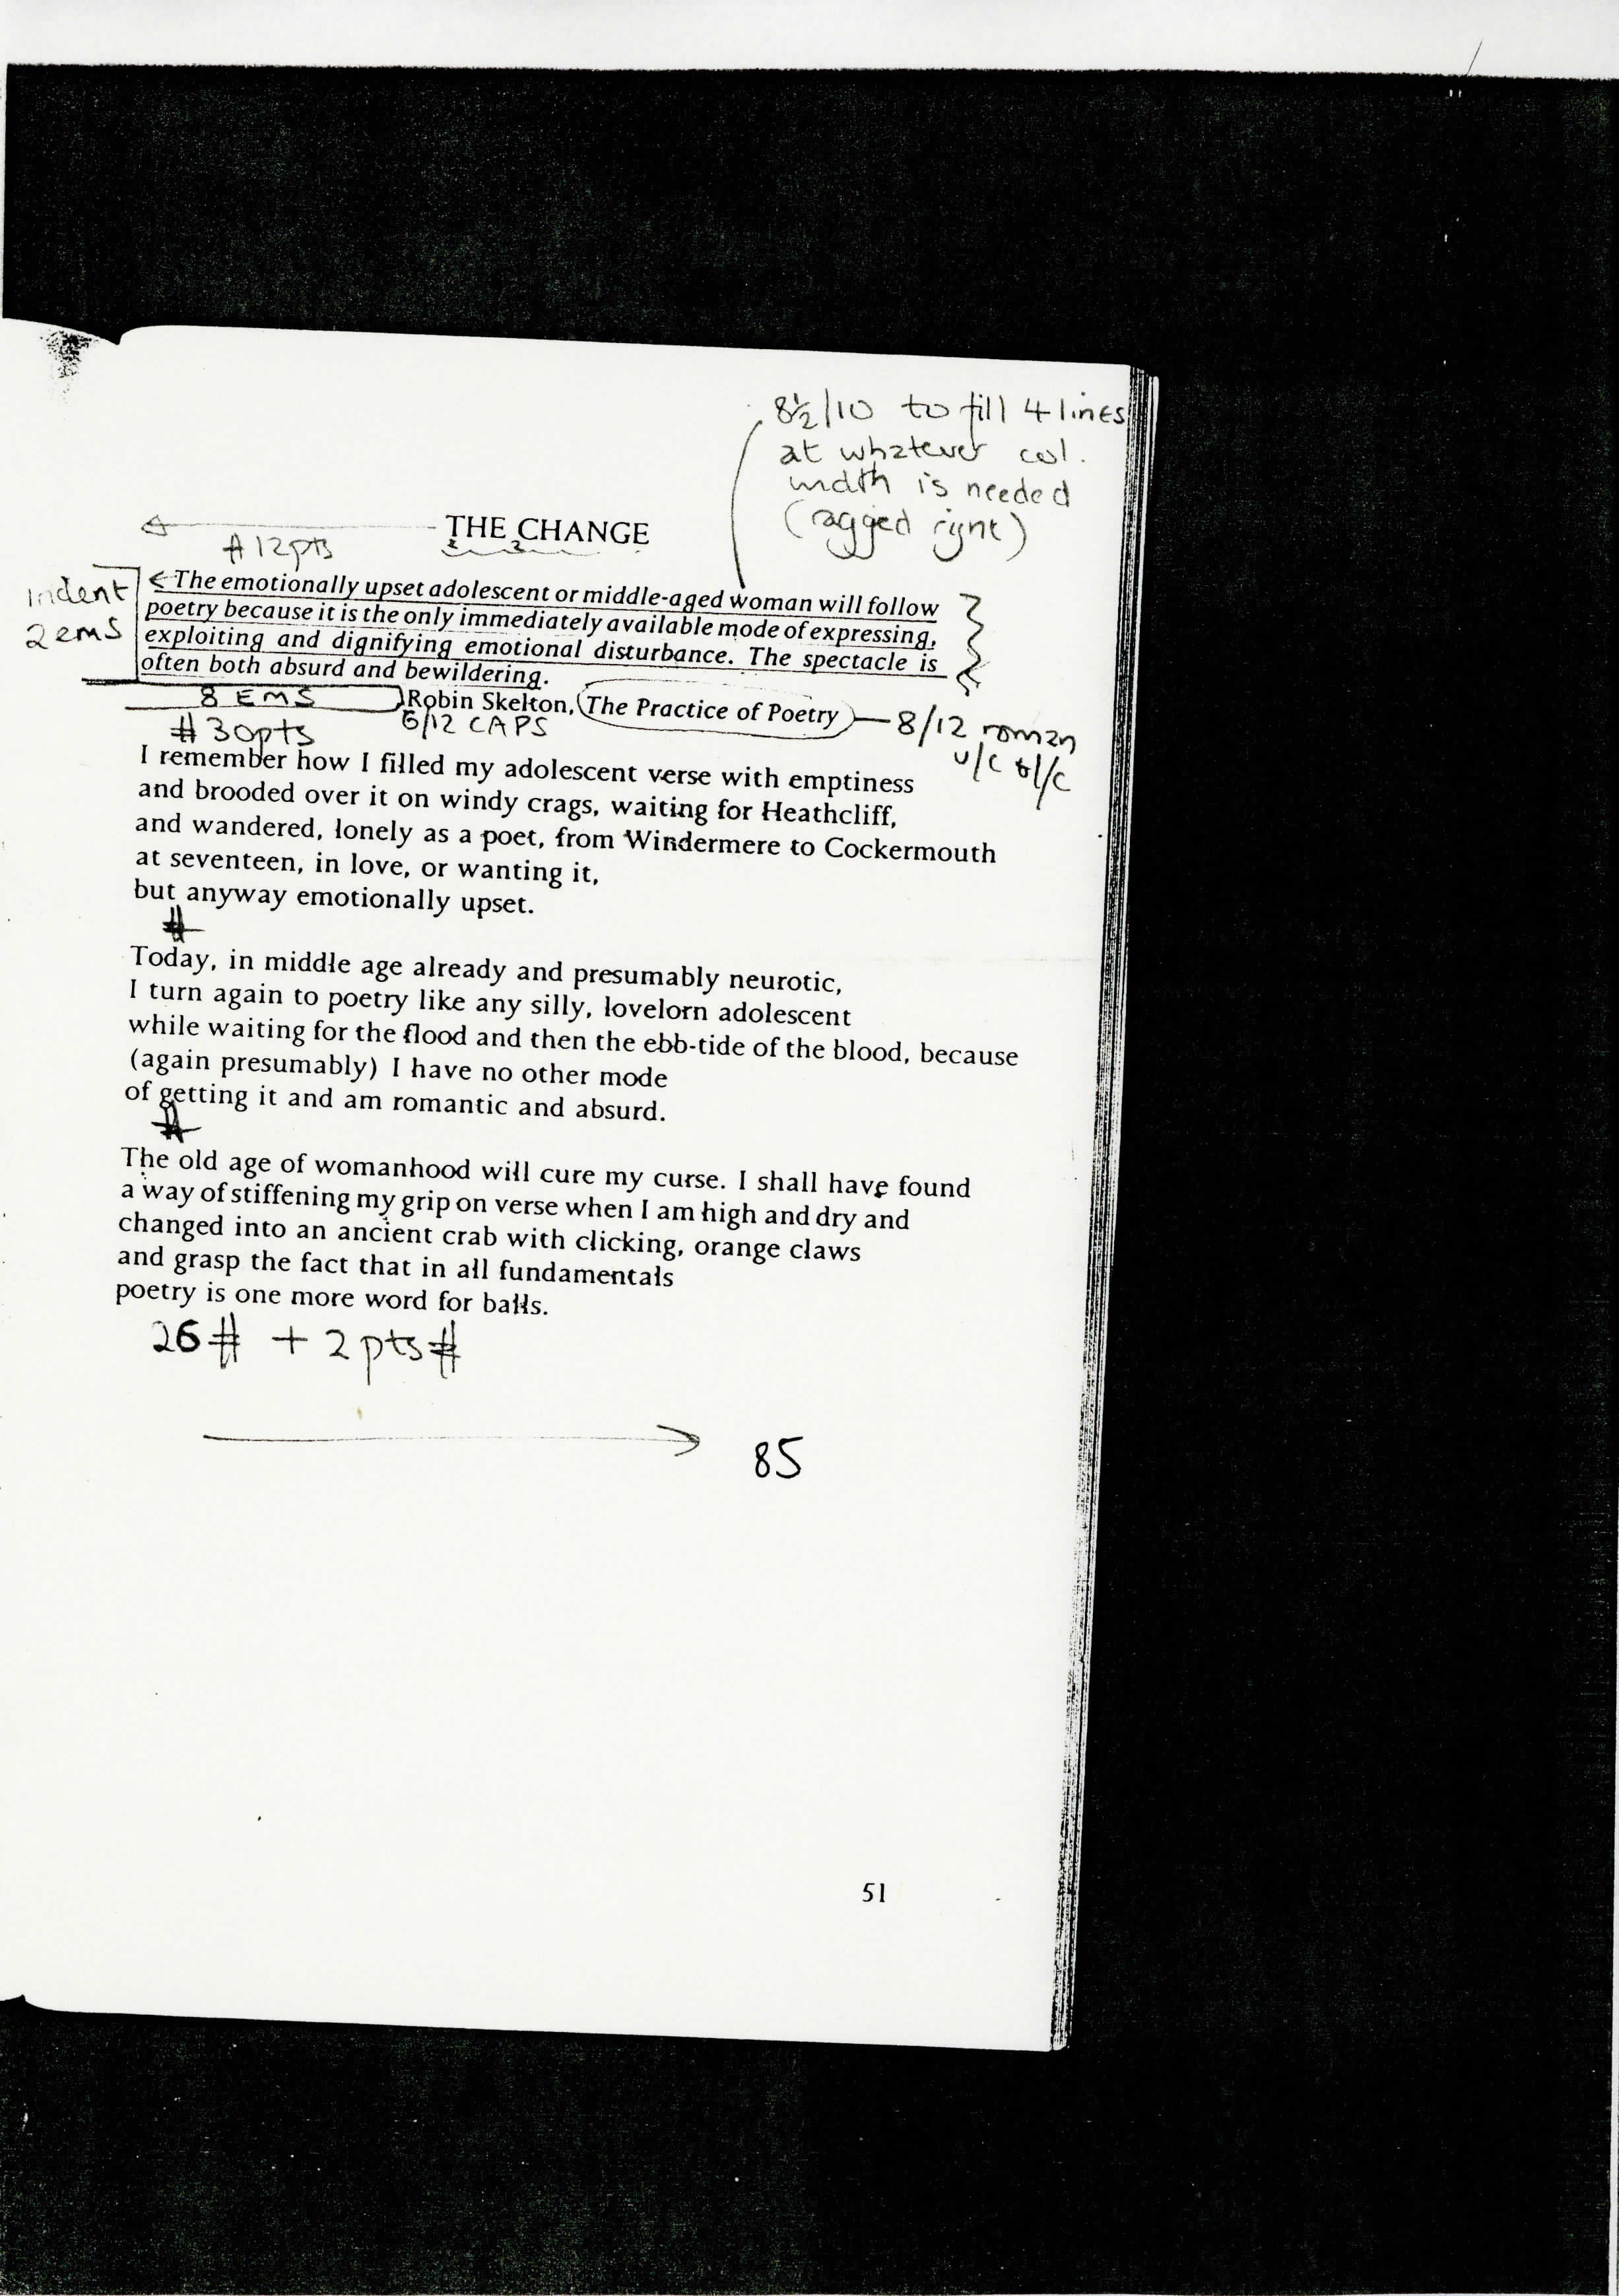 8½/10 to fill 4 lines
at whatever col.
width is needed
(ragged right)
THE CHANGE
# 12pts
indent
2 ems
The emotionally upset adolescent or middle-aged woman will follow
poetry because it is the only immediately available mode of expressing,
exploiting and dignifying emotional disturbance. The spectacle is
often both absurd and bewildering.
8 EMS
Robin Skelton, The Practice of Poetry
/12 CAPS
8/12 roman
u/c & l/c
# 30pts
I remember how I filled my adolescent verse with emptiness
and brooded over it on windy crags, waiting for Heathcliff,
and wandered, lonely as a poet, from Windermere to Cockermouth
at seventeen, in love, or wanting it,
but anyway emotionally upset.
#
Today, in middle age already and presumably neurotic,
I turn again to poetry like any silly, lovelorn adolescent
while waiting for the flood and then the ebb-tide of the blood, because
(again presumably) I have no other mode
of getting it and am romantic and absurd.
#
The old age of womanhood will cure my curse. I shall have found
a way of stiffening my grip on verse when I am high and dry and
changed into an ancient crab with clicking, orange claws
and grasp the fact that in all fundamentals
poetry is one more word for balls.
26 # + 2 pts #
85
51